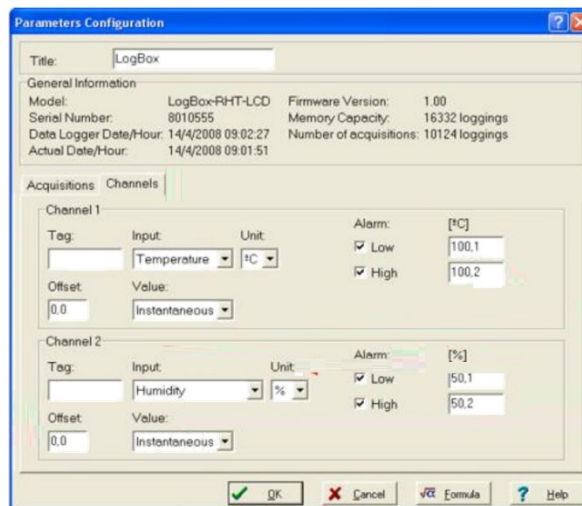 Parameters Configuration
Title: LogBox
General Information
Model: LogBox-RHT-LCD Firmware Version: 1.00
Serial Number: 8010555 Memory Capacity: 16332 loggings
Data Logger Date/Hour: 14/4/2008 09:02:27 Number of acquisitions: 10124 loggings
Actual Date/Hour: 14/4/2008 09:01:51
Acquisitions Channels
Channel 1
Tag: Input: Unit: Alarm: [ºC]
Temperature ºC Low 100,1
High 100,2
Offset: Value:
0,0 Instantaneous
Channel 2
Tag: Input: Unit: Alarm: [%]
Humidity % Low 50,1
High 50,2
Offset: Value:
0,0 Instantaneous
OK Cancel √α Formula ? Help